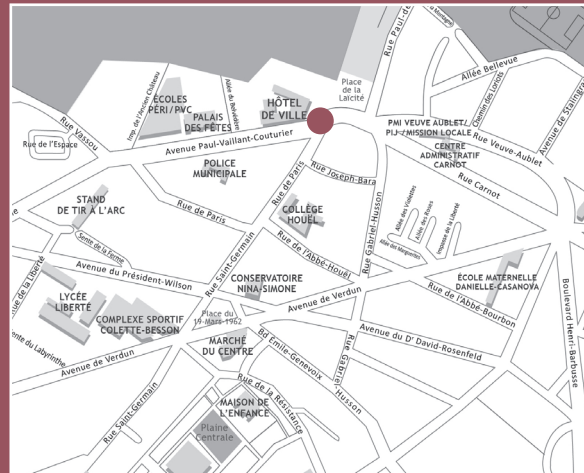 Rue Paul-de
Place
de la
Laïcité
Allée Bellevue
Chemin des Loriots
Avenue de Stalingra
Imp. de l'Ancien Château
ÉCOLES
PÉRI/PVC
Allée du Belvédère
HÔTEL
DE VILLE
PALAIS
DES FÊTES
Rue Vassou
Rue de l'Espace
Avenue Paul-Vaillant-Couturier
PMI VEUVE AUBLET/
PIJ /MISSION LOCALE
CENTRE
ADMINISTRATIF
CARNOT
Rue Veuve-Aublet
Rue Carnot
POLICE
MUNICIPALE
Rue de Paris
Rue Joseph-Bara
STAND
DE TIR À L'ARC
Rue de Paris
COLLÈGE
HOUËL
Rue Gabriel-Husson
Allée des Violettes
Allée des Roses
Impasse de la Liberté
Allée des Marguerites
Sente de la Ferme
Rue Saint-Germain
Rue de l'Abbé-Houël
Avenue du Président-Wilson
Rue de la Liberté
LYCÉE
LIBERTÉ
CONSERVATOIRE
NINA-SIMONE
Avenue de Verdun
ÉCOLE MATERNELLE
DANIELLE-CASANOVA
Rue de l'Abbé-Bourbon
Boulevard Henri-Barbusse
COMPLEXE SPORTIF
COLETTE-BESSON
Place du
19-Mars-1962
MARCHÉ
DU CENTRE
Bd Émile-Genevoix
Avenue du Dr David-Rosenfeld
ente du Labyrinthe
Avenue de Verdun
Rue Gabriel-Husson
Rue Saint-Germain
Rue de la Résistance
MAISON DE
L'ENFANCE
Plaine
Centrale